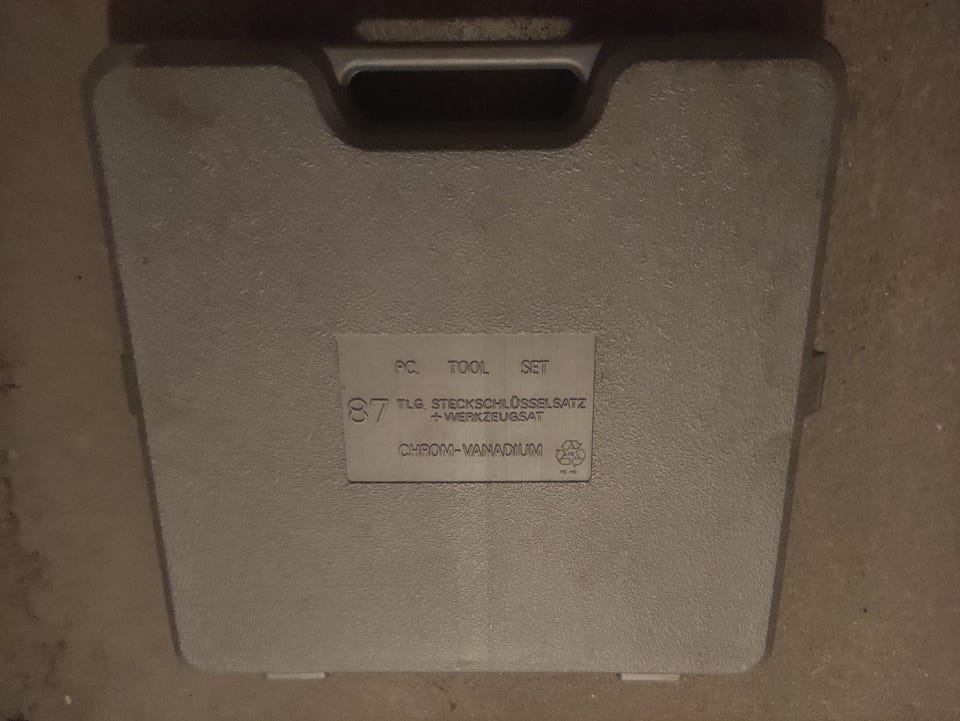 PC. TOOL SET
87 TLG. STECKSCHLÜSSELSATZ
+ WERKZEUGSAT
CHROM-VANADIUM